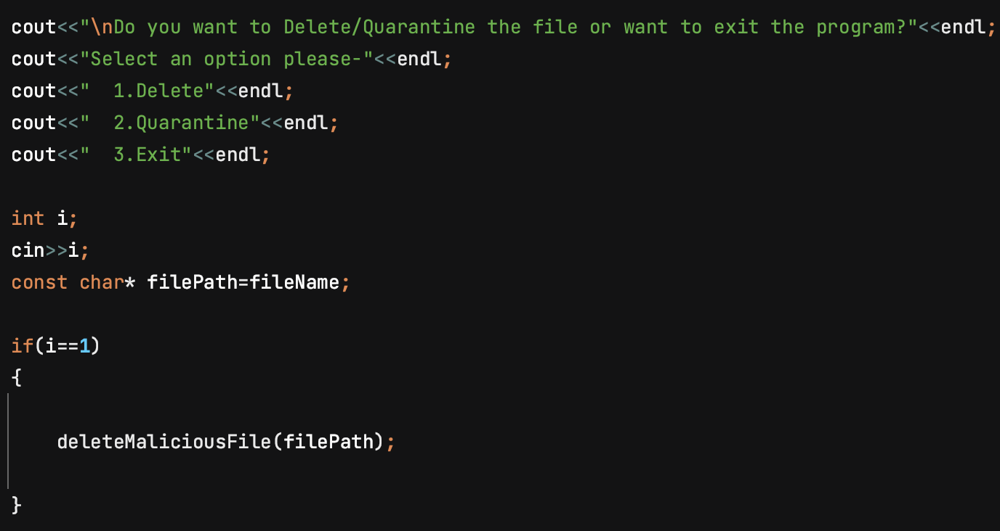 cout<<"\nDo you want to Delete/Quarantine the file or want to exit the program?"<<endl;
cout<<"Select an option please-"<<endl;
cout<<"  1.Delete"<<endl;
cout<<"  2.Quarantine"<<endl;
cout<<"  3.Exit"<<endl;
int i;
cin>>i;
const char* filePath=fileName;
if(i==1)
{
    deleteMaliciousFile(filePath);
}